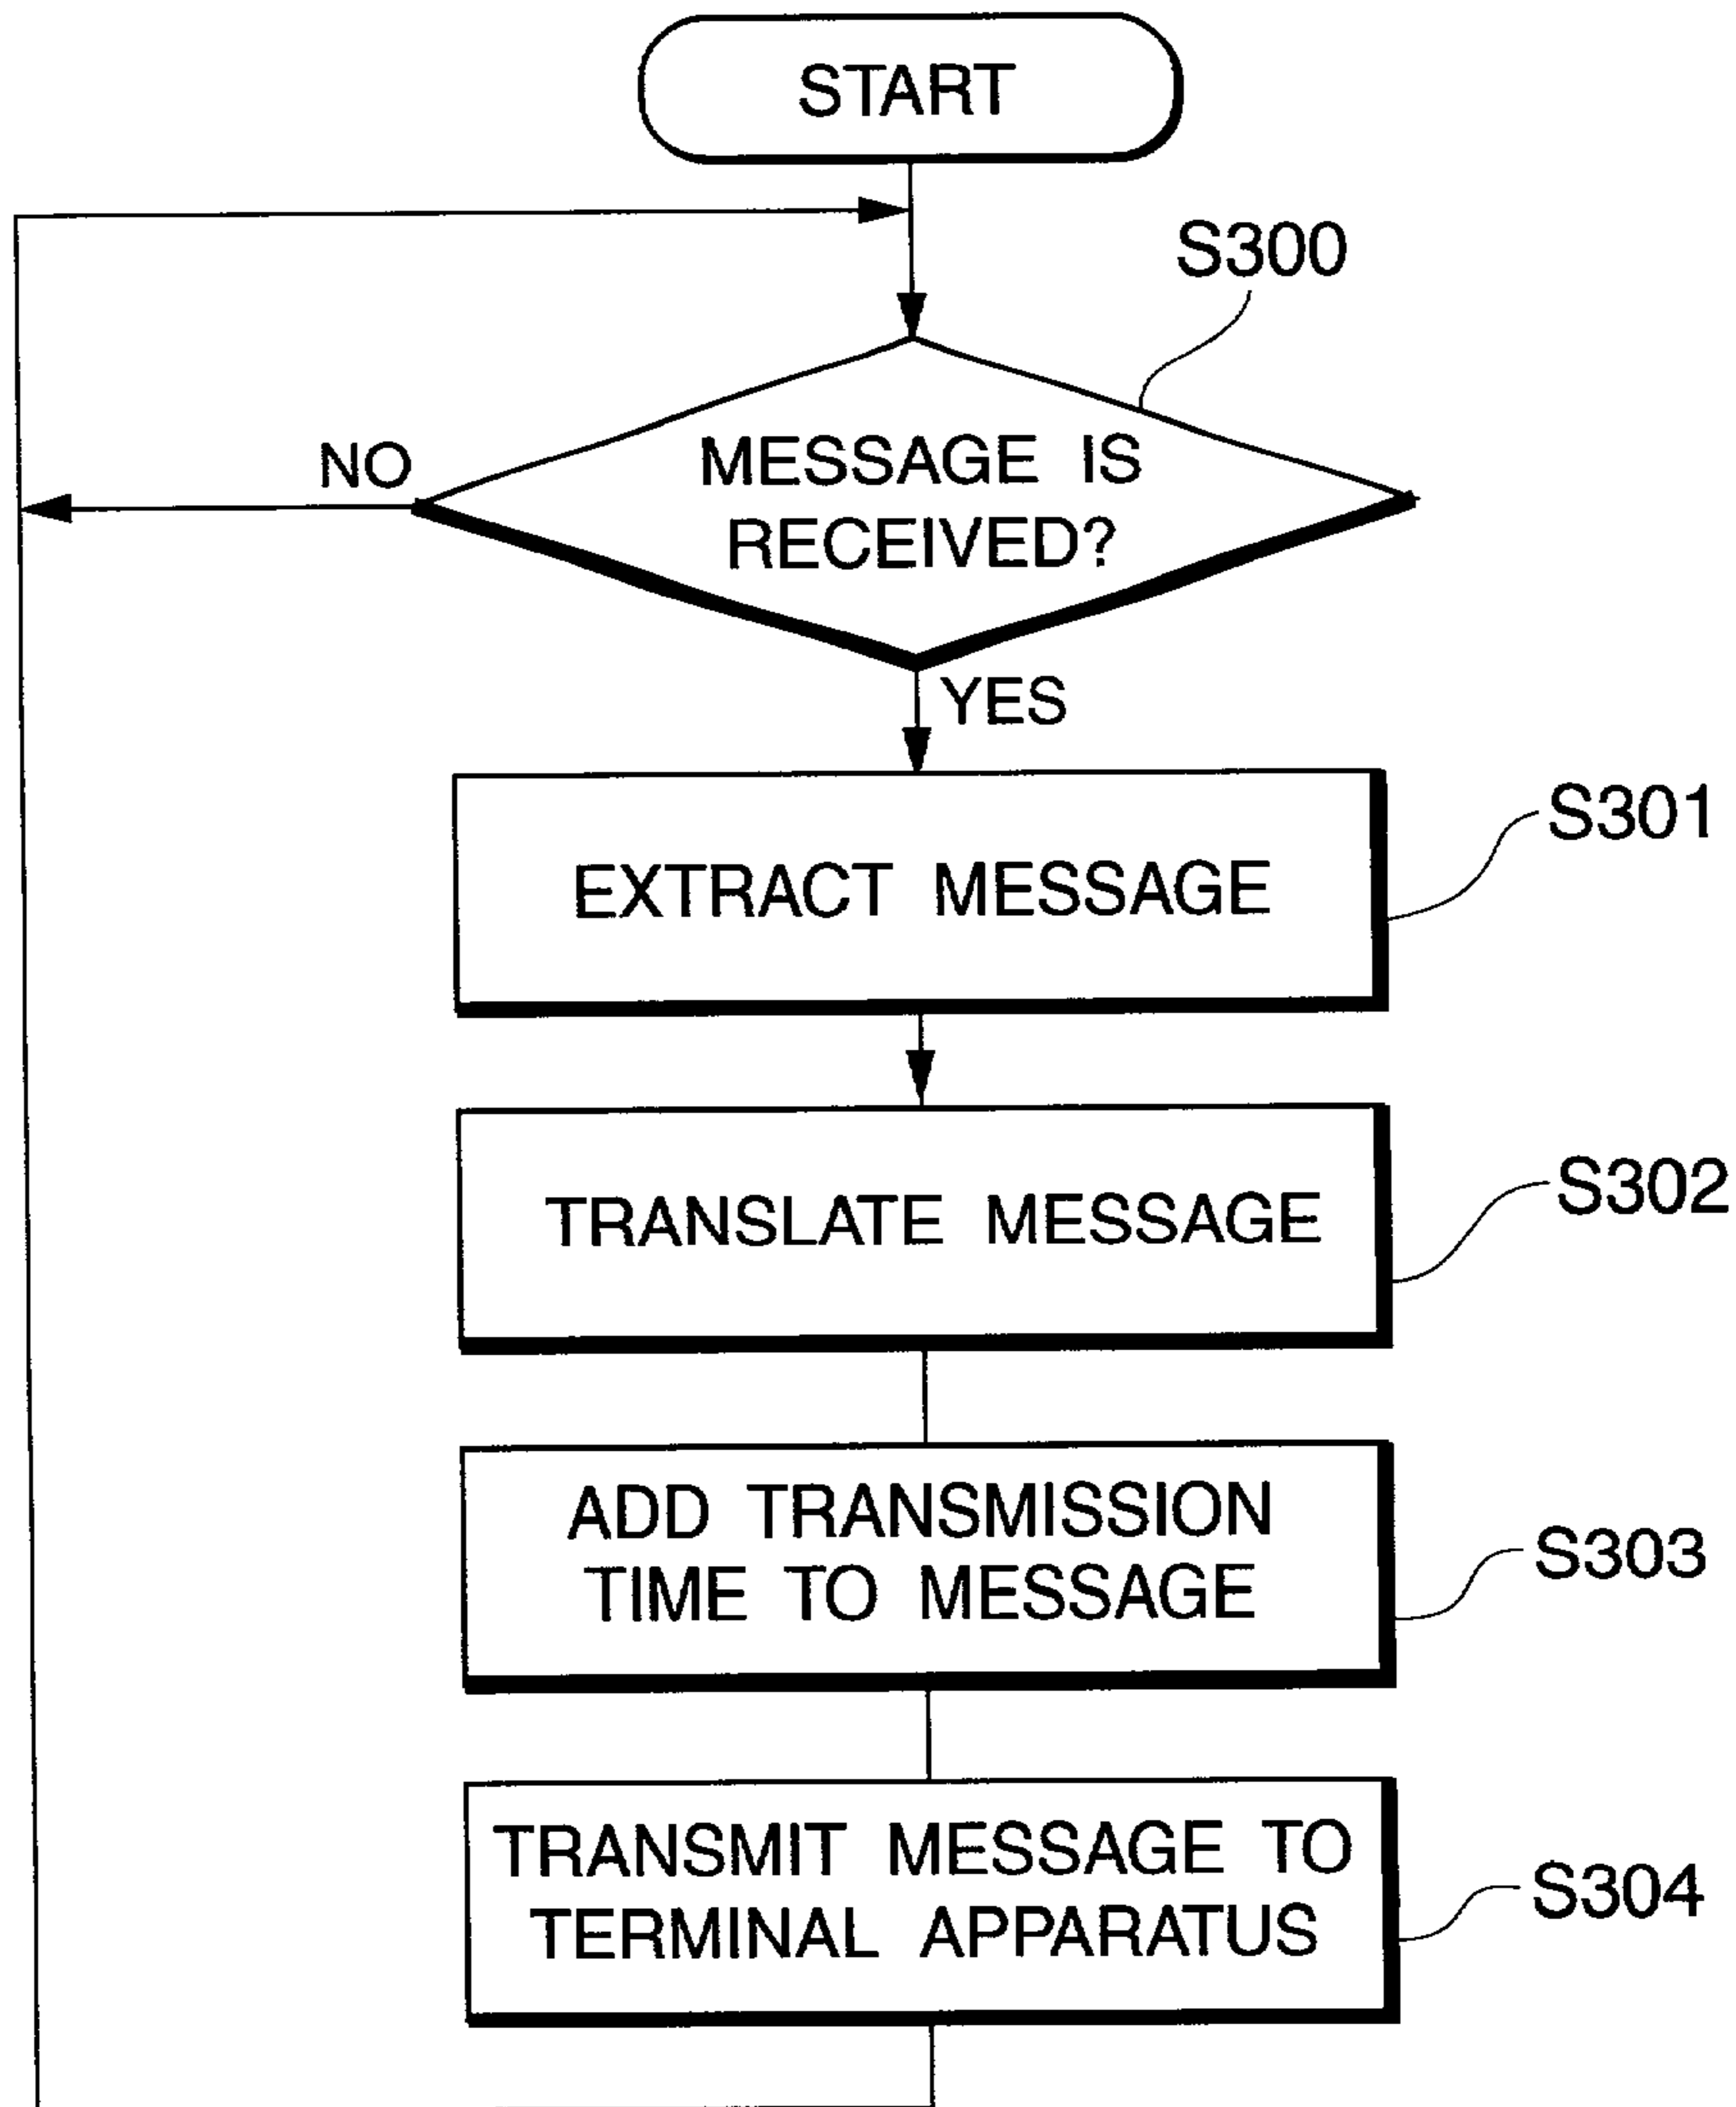 START
S300
NO
MESSAGE IS
RECEIVED?
YES
S301
EXTRACT MESSAGE
S302
TRANSLATE MESSAGE
ADD TRANSMISSION
TIME TO MESSAGE
S303
TRANSMIT MESSAGE TO
TERMINAL APPARATUS
S304